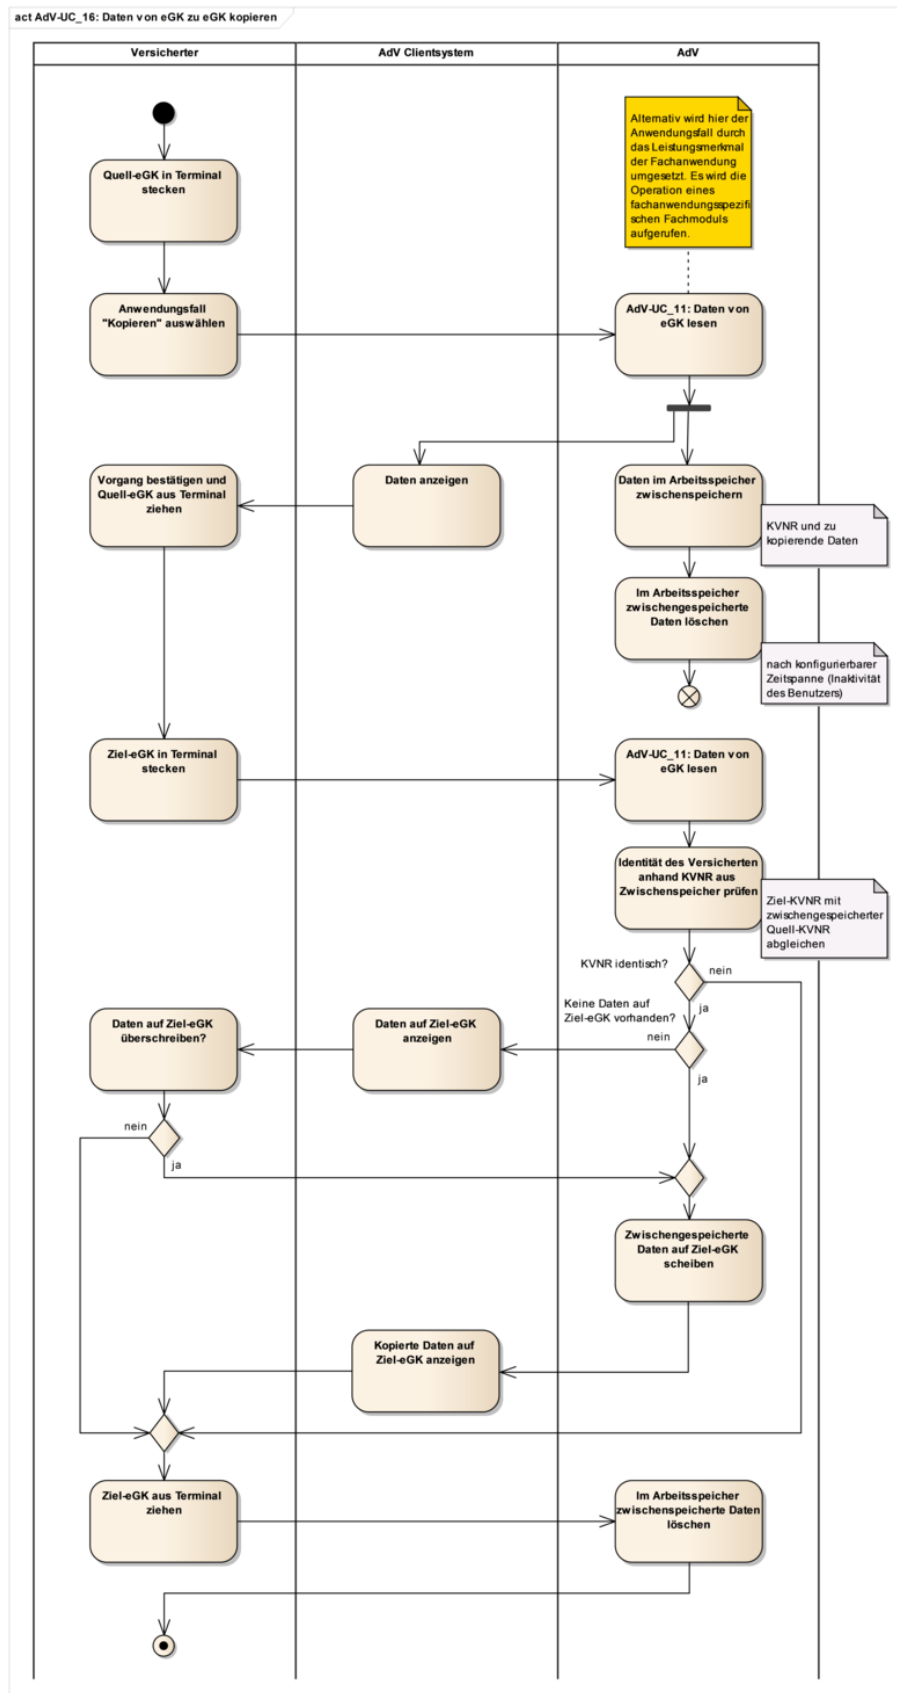 act AdV-UC_16: Daten von eGK zu eGK kopieren
Versicherter
AdV Clientsystem
AdV
Alternativ wird hier der
Anwendungsfall durch
das Leistungsmerkmal
der Fachanwendung
umgesetzt. Es wird die
Operation eines
fachanwendungsspezifi
schen Fachmoduls
aufgerufen.
Quell-eGK in Terminal
stecken
Anwendungsfall
"Kopieren" auswählen
AdV-UC_11: Daten von
eGK lesen
Vorgang bestätigen und
Quell-eGK aus Terminal
ziehen
Daten anzeigen
Daten im Arbeitsspeicher
zwischenspeichern
KVNR und zu
kopierende Daten
Im Arbeitsspeicher
zwischengespeicherte
Daten löschen
nach konfigurierbarer
Zeitspanne (Inaktivität
des Benutzers)
Ziel-eGK in Terminal
stecken
AdV-UC_11: Daten von
eGK lesen
Identität des Versicherten
anhand KVNR aus
Zwischenspeicher prüfen
Ziel-KVNR mit
zwischengespeicherter
Quell-KVNR
abgleichen
KVNR identisch?
nein
ja
Keine Daten auf
Ziel-eGK vorhanden?
nein
ja
Daten auf Ziel-eGK
anzeigen
Daten auf Ziel-eGK
überschreiben?
nein
ja
Zwischengespeicherte
Daten auf Ziel-eGK
scheiben
Kopierte Daten auf
Ziel-eGK anzeigen
Ziel-eGK aus Terminal
ziehen
Im Arbeitsspeicher
zwischenspeicherte Daten
löschen